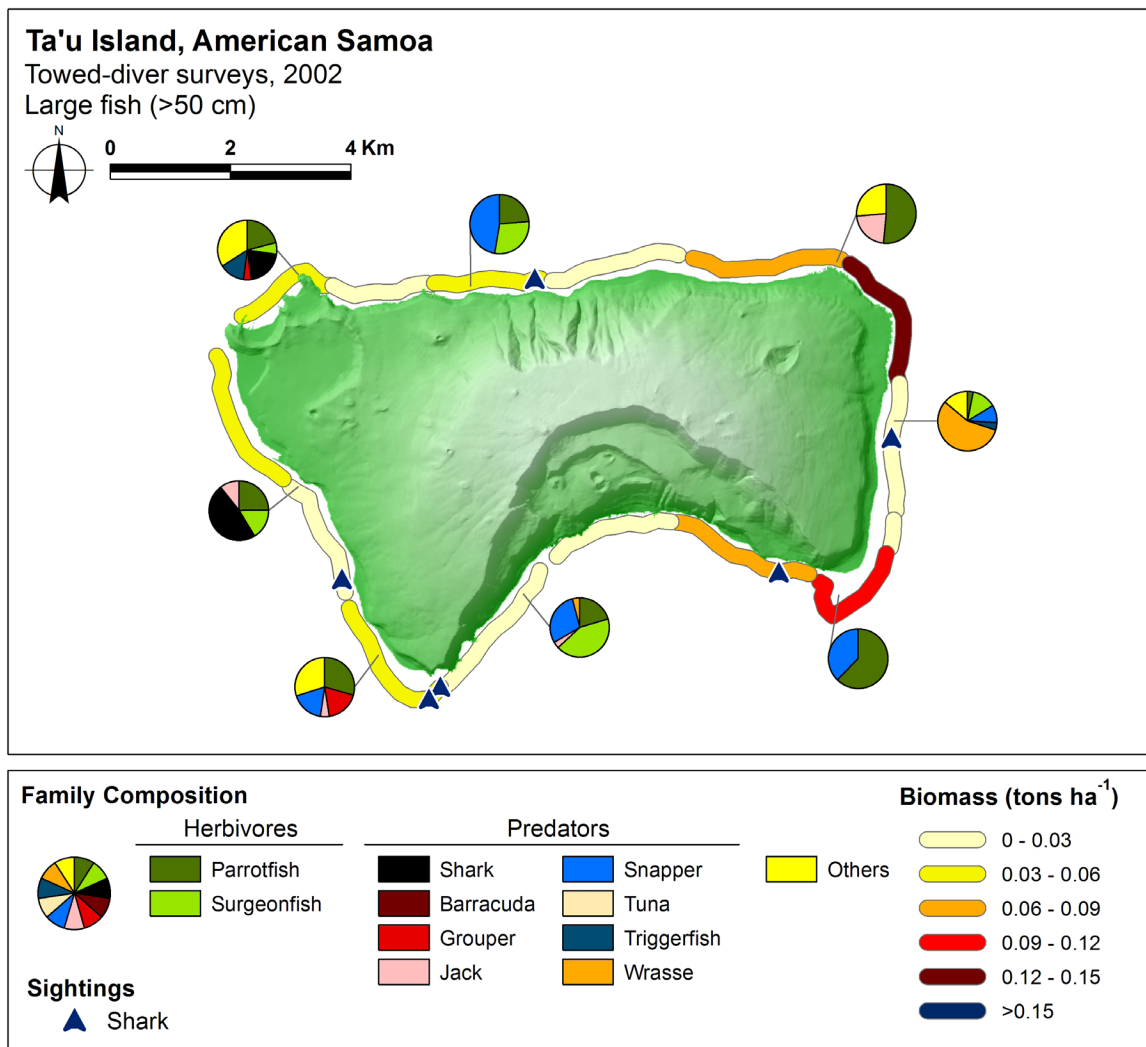 Ta'u Island, American Samoa
Towed-diver surveys, 2002
Large fish (>50 cm)
N
0 2 4 Km
Family Composition
Biomass (tons ha⁻¹)
Herbivores Predators
Parrotfish Shark Snapper Others
Surgeonfish Barracuda Tuna
Grouper Triggerfish
Jack Wrasse
0 - 0.03
0.03 - 0.06
0.06 - 0.09
0.09 - 0.12
0.12 - 0.15
>0.15
Sightings
Shark